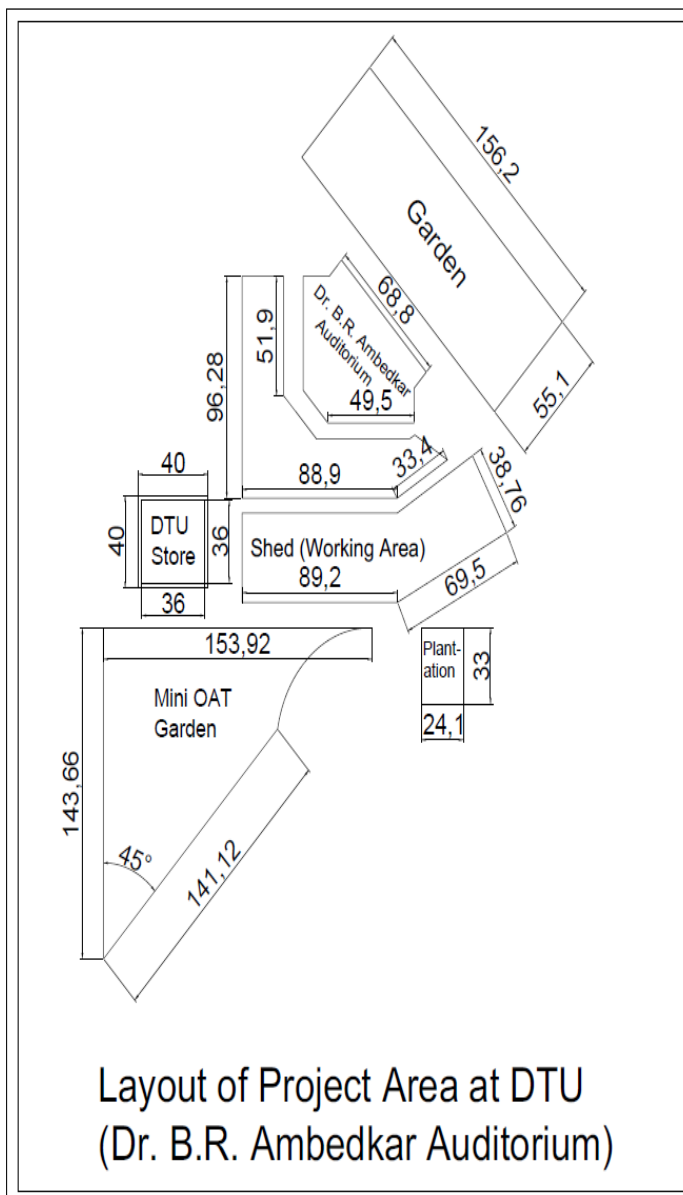 156,2
Garden
55,1
68,8
Dr. B.R. Ambedkar
Auditorium
49,5
51,9
96,28
88,9
33,4
38,76
40
40
DTU
Store
36
36
Shed (Working Area)
89,2
69,5
153,92
Mini OAT
Garden
143,66
45°
141,12
Plant-
ation
33
24,1
Layout of Project Area at DTU
(Dr. B.R. Ambedkar Auditorium)